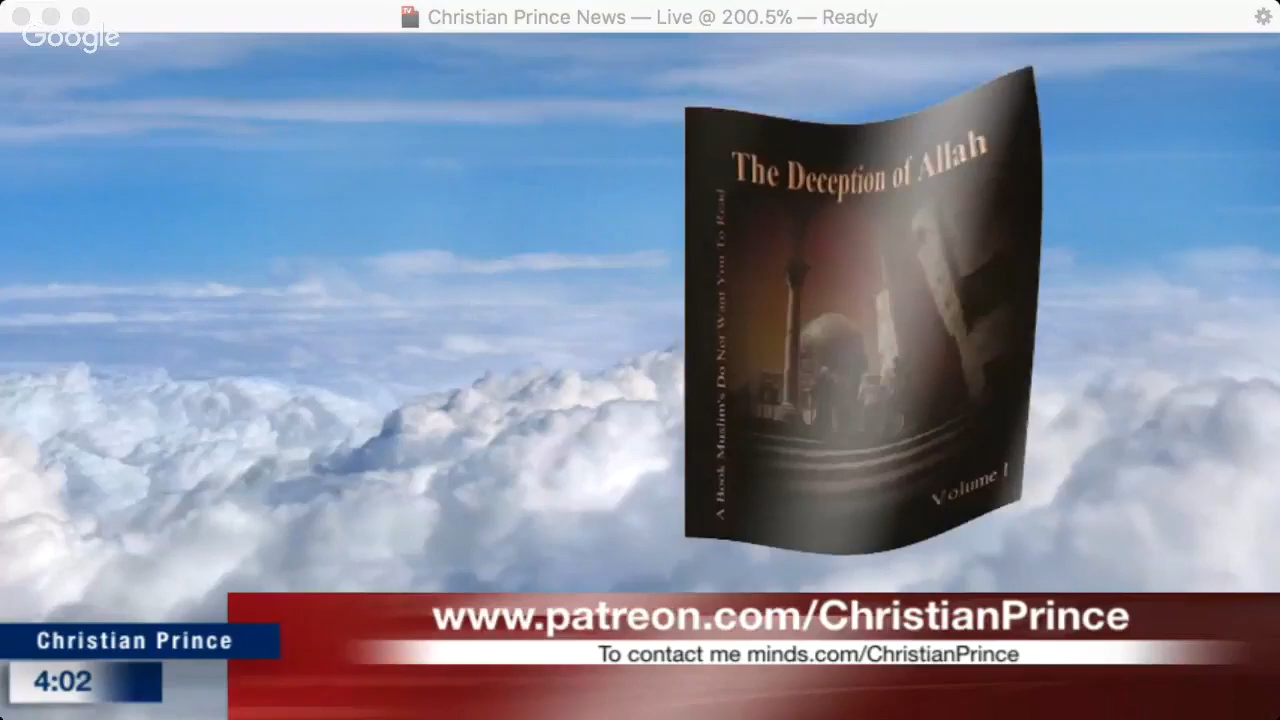 Christian Prince News — Live @ 200.5% — Ready
Google
The Deception of Allah
A Book Muslim's Do Not Want You To Read
Volume 1
www.patreon.com/ChristianPrince
Christian Prince
To contact me minds.com/ChristianPrince
4:02